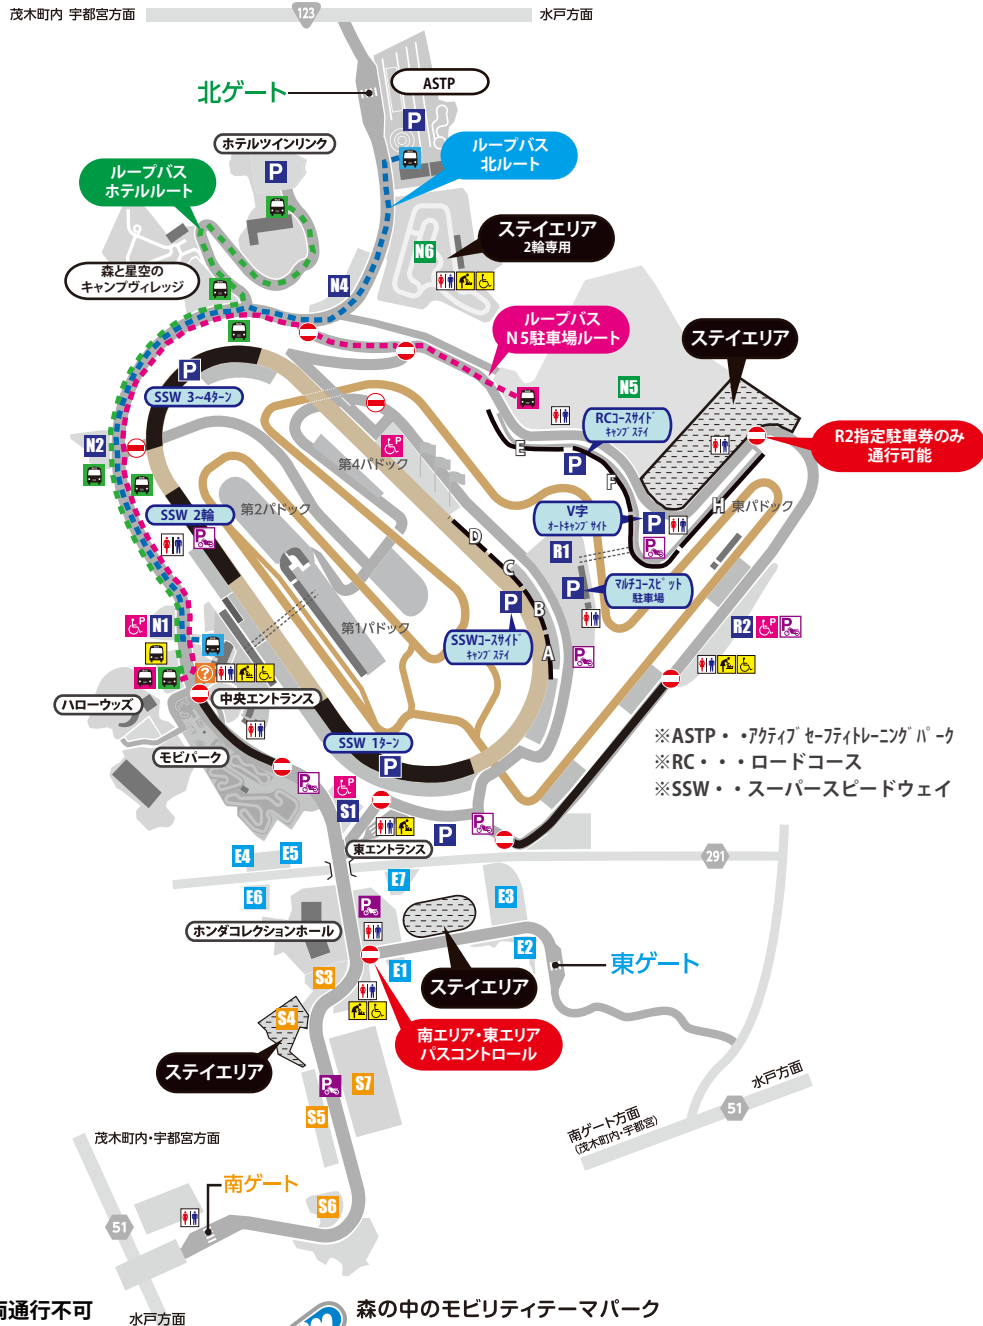 茂木町内 宇都宮方面
123
水戸方面
ASTP
北ゲート
P
ホテルツインリンク
P
ループバス
北ルート
ループバス
ホテルルート
ステイエリア
2輪専用
N6
森と星空の
キャンプヴィレッジ
N4
ループバス
N5駐車場ルート
ステイエリア
P
SSW 3~4ターン
N5
RCコースサイド
キャンプステイ
R2指定駐車券のみ
通行可能
N2
P
第4パドック
E
P
F
H
東パドック
第2パドック
SSW 2輪
P
V字
オートキャンプサイト
P
P
D
R1
C
P
マルチコースピット
駐車場
P
B
第1パドック
P
N1
SSWコースサイド
キャンプステイ
A
P
R2
P
P
?
中央エントランス
ハローウッズ
モビパーク
SSW 1ターン
P
※ASTP・・アクティブセーフティトレーニングパーク
※RC・・・ロードコース
※SSW・・スーパースピードウェイ
P
P
S1
P
P
東エントランス
E4
E5
291
E7
E6
P
E3
ホンダコレクションホール
E2
東ゲート
E1
S3
ステイエリア
S4
南エリア・東エリア
パスコントロール
ステイエリア
P
S7
S5
水戸方面
51
南ゲート方面
(茂木町内・宇都宮)
茂木町内・宇都宮方面
南ゲート
S6
51
両通行不可
水戸方面
森の中のモビリティテーマパーク